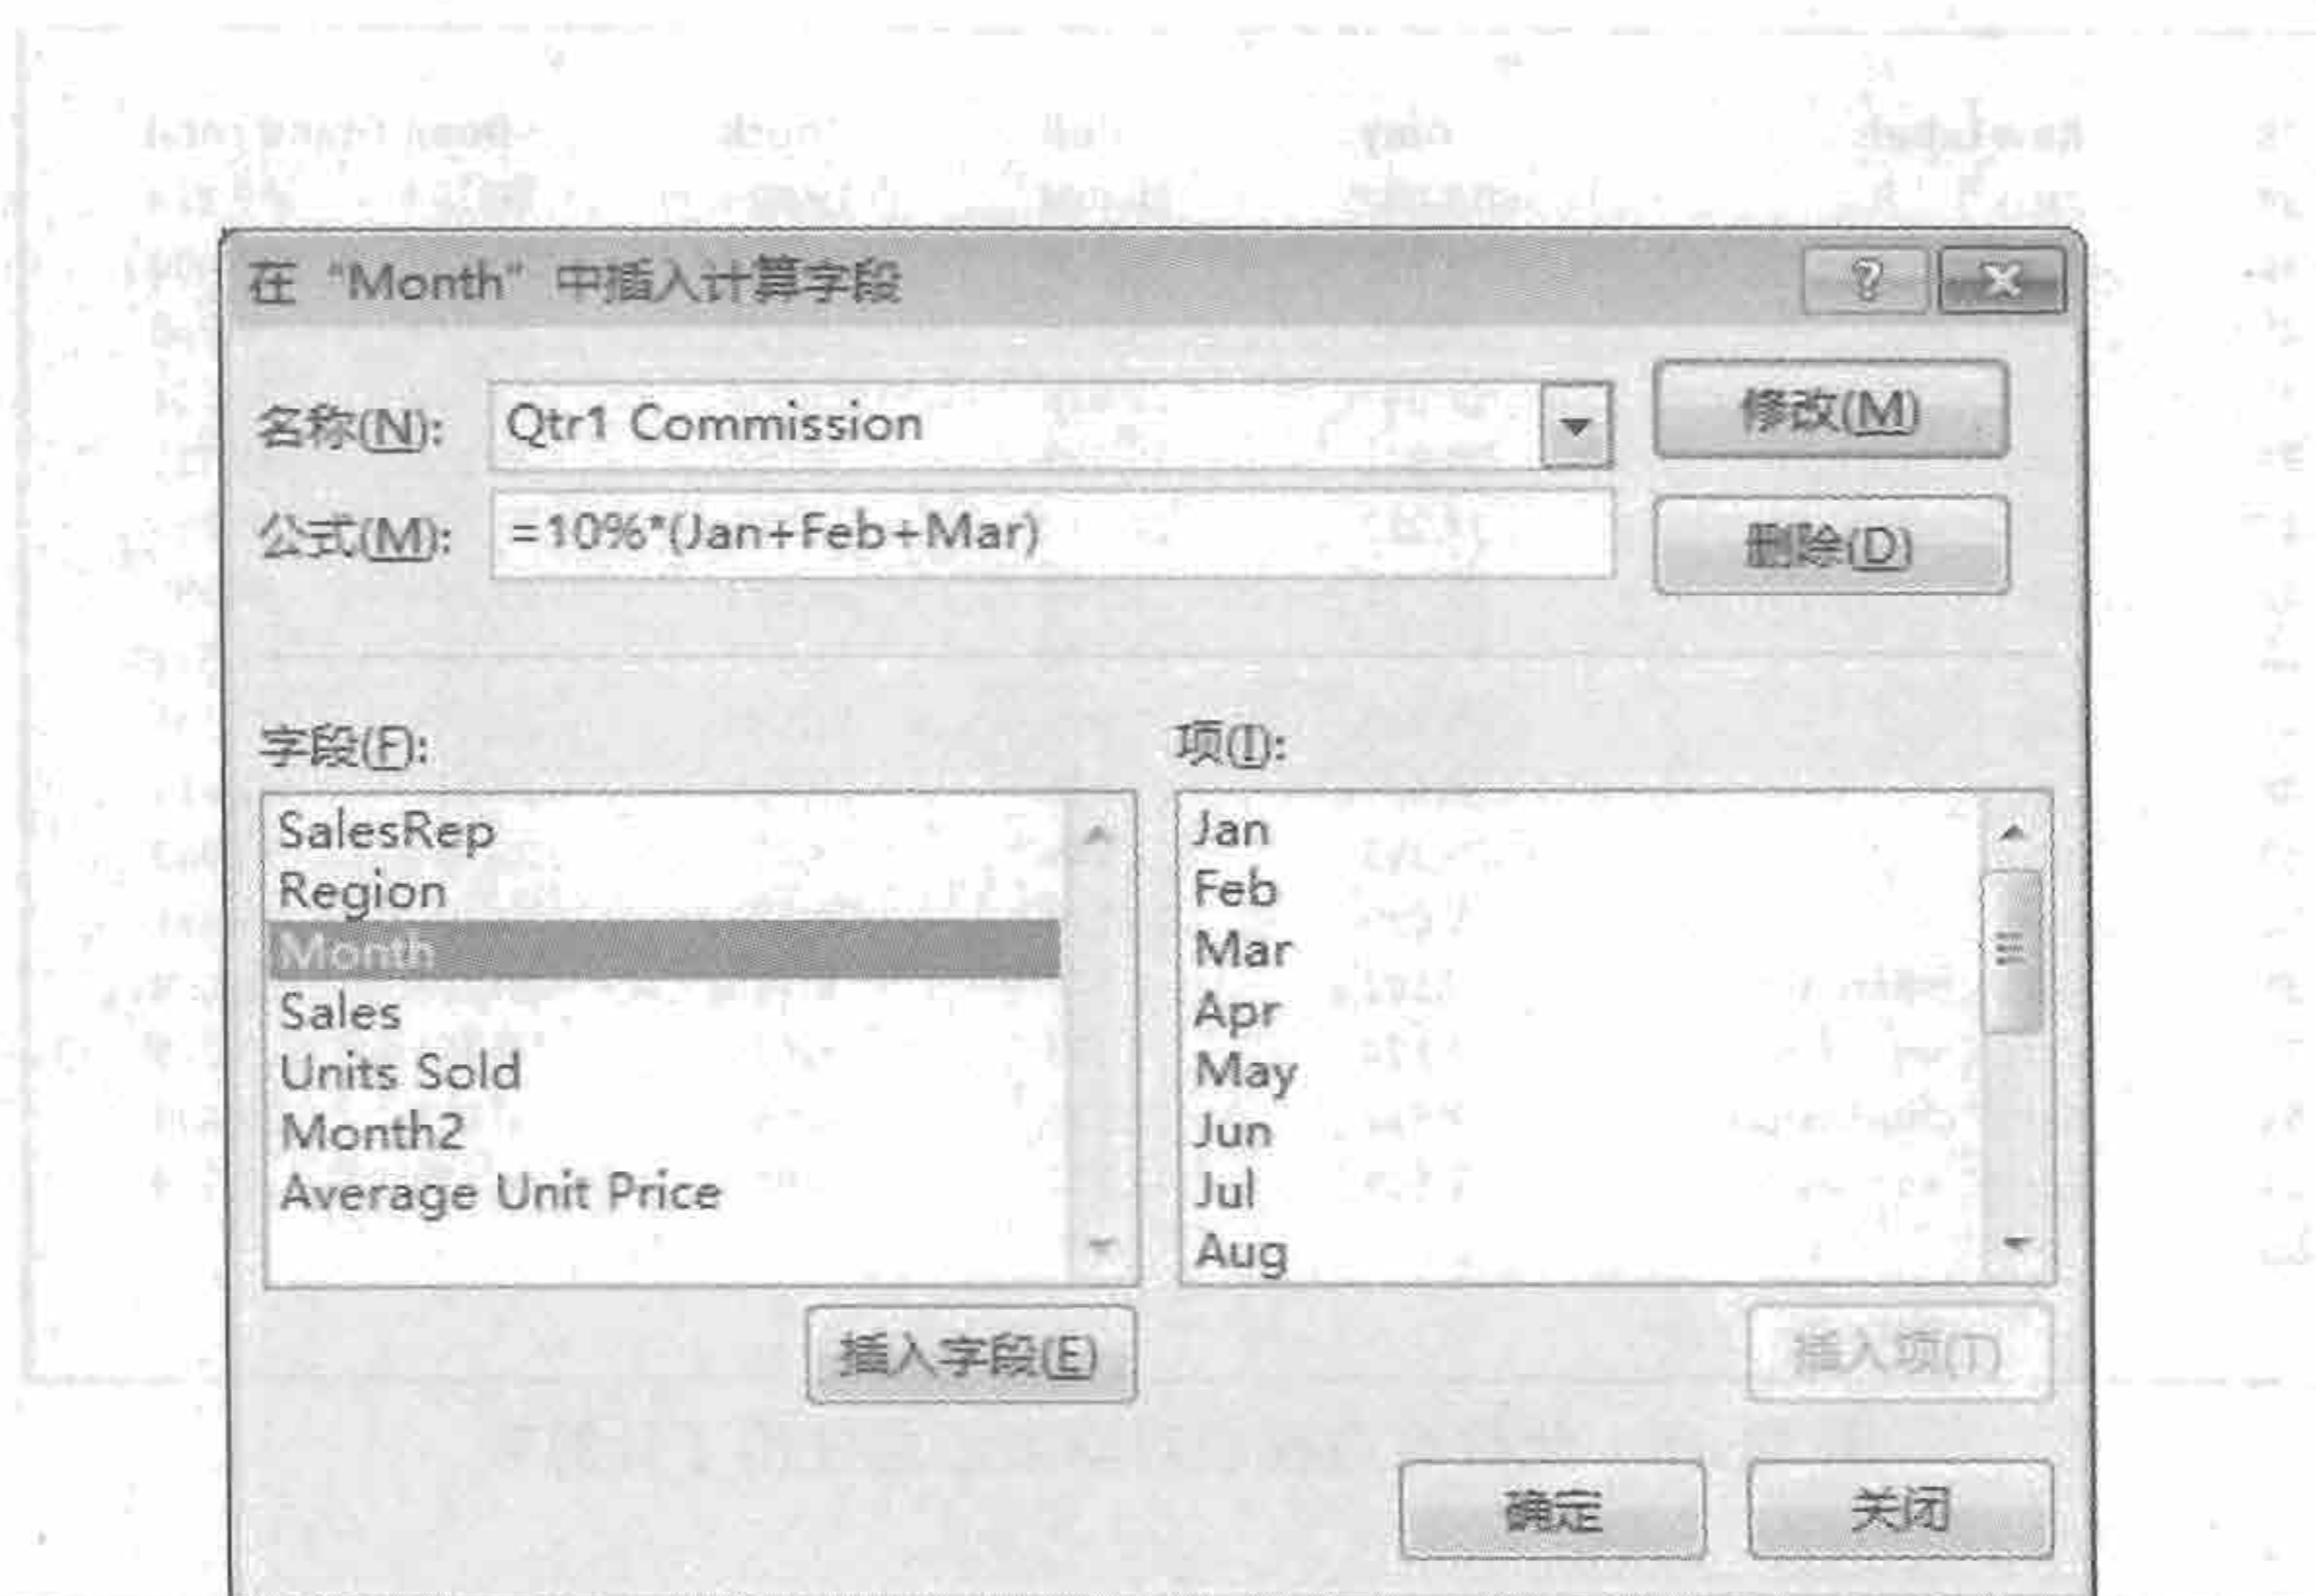 在 "Month" 中插入计算字段
名称(N): Qtr1 Commission 修改(M)
公式(M): =10%*(Jan+Feb+Mar) 删除(D)
字段(F): 项(I):
SalesRep Jan
Region Feb
Month Mar
Sales Apr
Units Sold May
Month2 Jun
Average Unit Price Jul
Aug
插入字段(E) 插入项(T)
确定 关闭